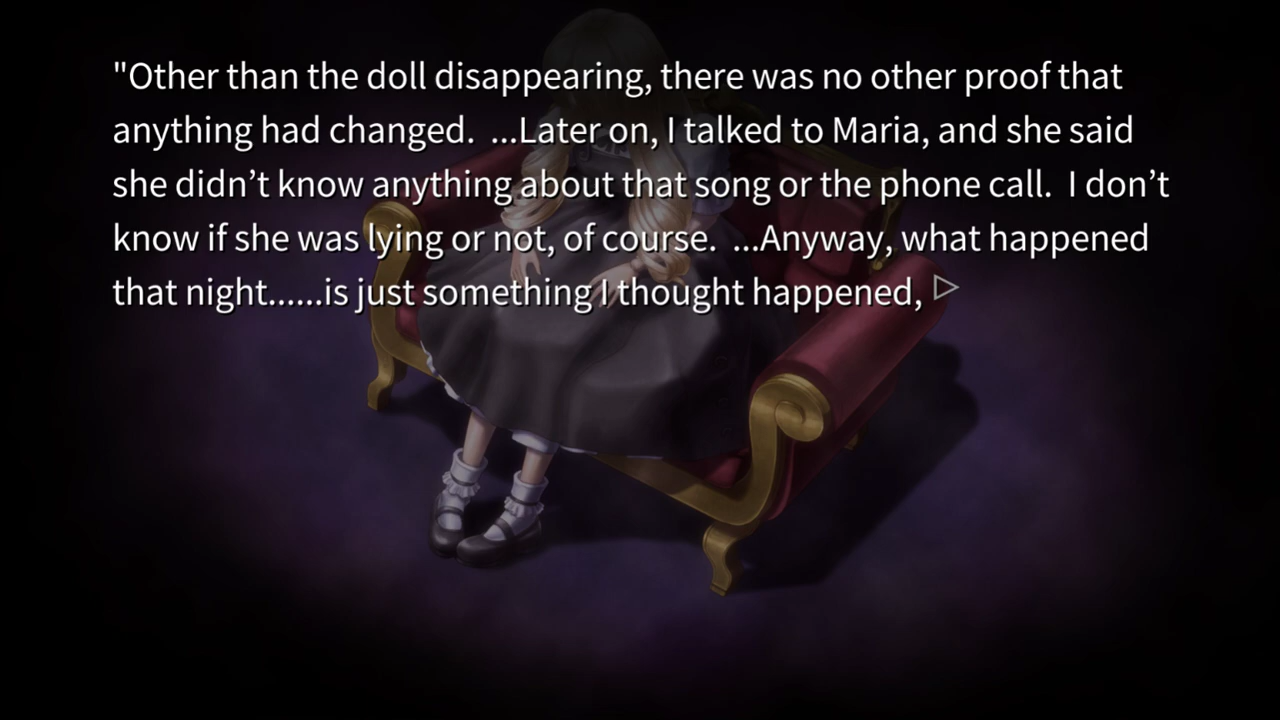 "Other than the doll disappearing, there was no other proof that
anything had changed.  ...Later on, I talked to Maria, and she said
she didn’t know anything about that song or the phone call.  I don’t
know if she was lying or not, of course.  ...Anyway, what happened
that night......is just something I thought happened,